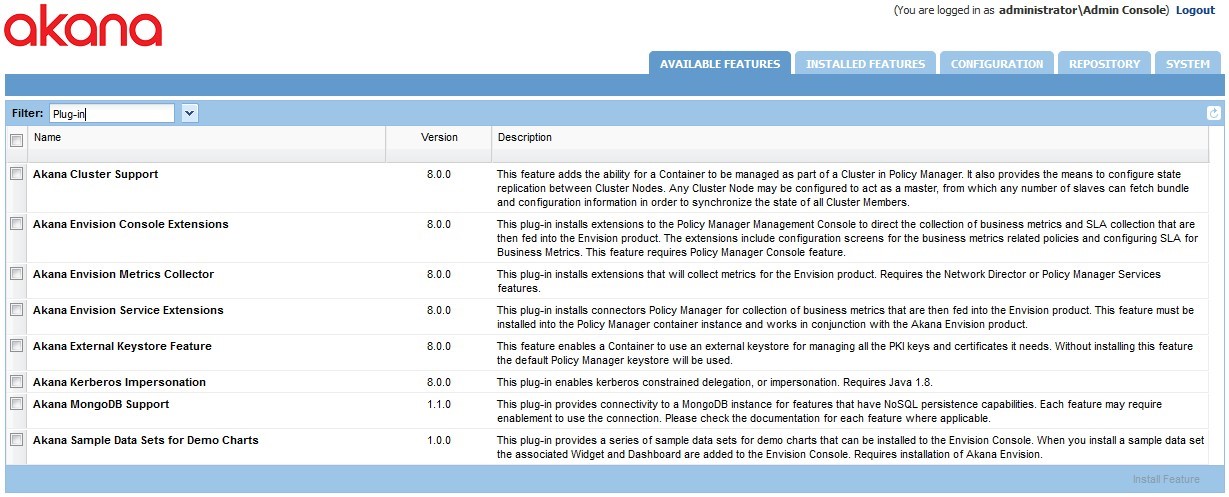 akana
(You are logged in as administrator\Admin Console) Logout
AVAILABLE FEATURES INSTALLED FEATURES CONFIGURATION REPOSITORY SYSTEM
Filter: Plug-in
Name Version Description
Akana Cluster Support 8.0.0 This feature adds the ability for a Container to be managed as part of a Cluster in Policy Manager. It also provides the means to configure state
replication between Cluster Nodes. Any Cluster Node may be configured to act as a master, from which any number of slaves can fetch bundle
and configuration information in order to synchronize the state of all Cluster Members.
Akana Envision Console Extensions 8.0.0 This plug-in installs extensions to the Policy Manager Management Console to direct the collection of business metrics and SLA collection that are
then fed into the Envision product. The extensions include configuration screens for the business metrics related policies and configuring SLA for
Business Metrics. This feature requires Policy Manager Console feature.
Akana Envision Metrics Collector 8.0.0 This plug-in installs extensions that will collect metrics for the Envision product. Requires the Network Director or Policy Manager Services
features.
Akana Envision Service Extensions 8.0.0 This plug-in installs connectors Policy Manager for collection of business metrics that are then fed into the Envision product. This feature must be
installed into the Policy Manager container instance and works in conjunction with the Akana Envision product.
Akana External Keystore Feature 8.0.0 This feature enables a Container to use an external keystore for managing all the PKI keys and certificates it needs. Without installing this feature
the default Policy Manager keystore will be used.
Akana Kerberos Impersonation 8.0.0 This plug-in enables kerberos constrained delegation, or impersonation. Requires Java 1.8.
Akana MongoDB Support 1.1.0 This plug-in provides connectivity to a MongoDB instance for features that have NoSQL persistence capabilities. Each feature may require
enablement to use the connection. Please check the documentation for each feature where applicable.
Akana Sample Data Sets for Demo Charts 1.0.0 This plug-in provides a series of sample data sets for demo charts that can be installed to the Envision Console. When you install a sample data set
the associated Widget and Dashboard are added to the Envision Console. Requires installation of Akana Envision.
Install Feature